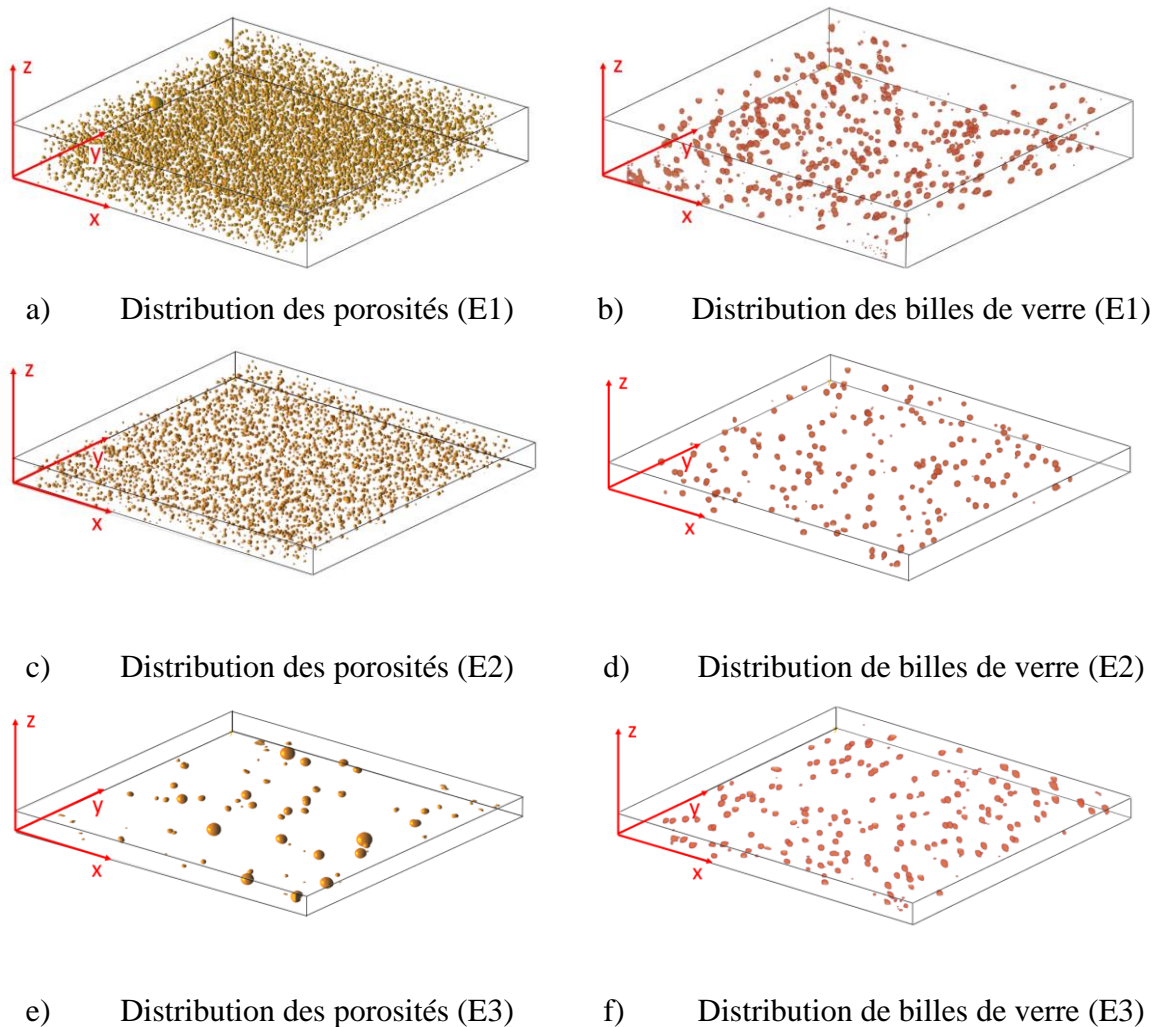 z
y
x
z
y
x
a) Distribution des porosités (E1)
b) Distribution des billes de verre (E1)
z
y
x
z
y
x
c) Distribution des porosités (E2)
d) Distribution de billes de verre (E2)
z
y
x
z
y
x
e) Distribution des porosités (E3)
f) Distribution de billes de verre (E3)